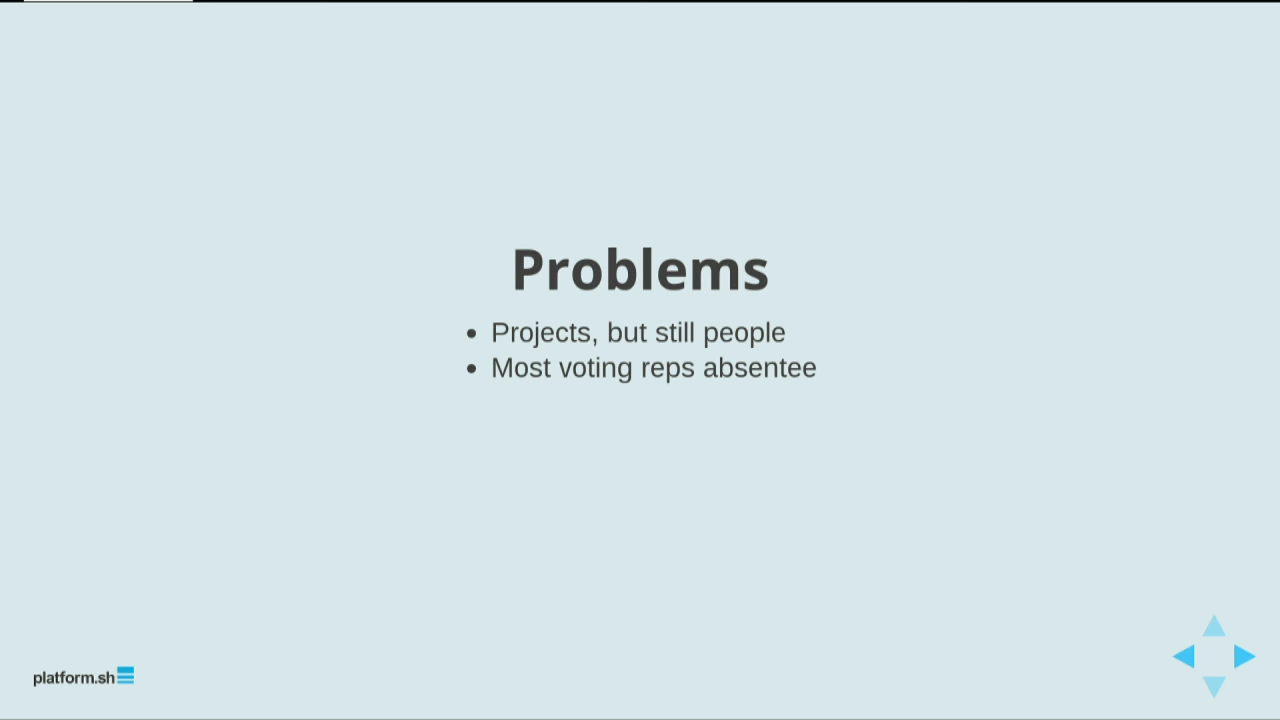 Problems
Projects, but still people
Most voting reps absentee
platform.sh